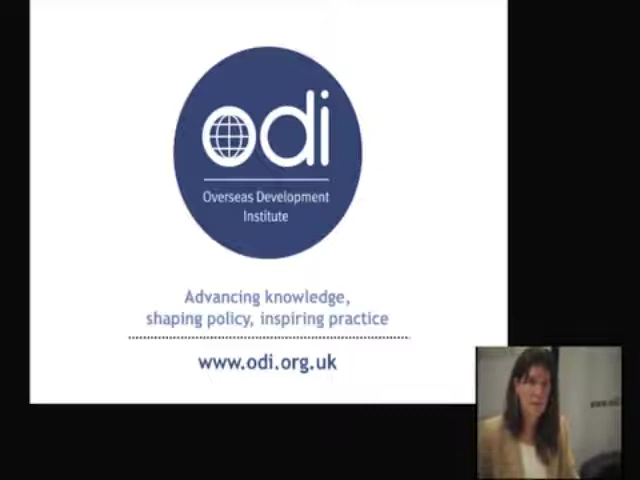 odi
Overseas Development
Institute
Advancing knowledge,
shaping policy, inspiring practice
www.odi.org.uk